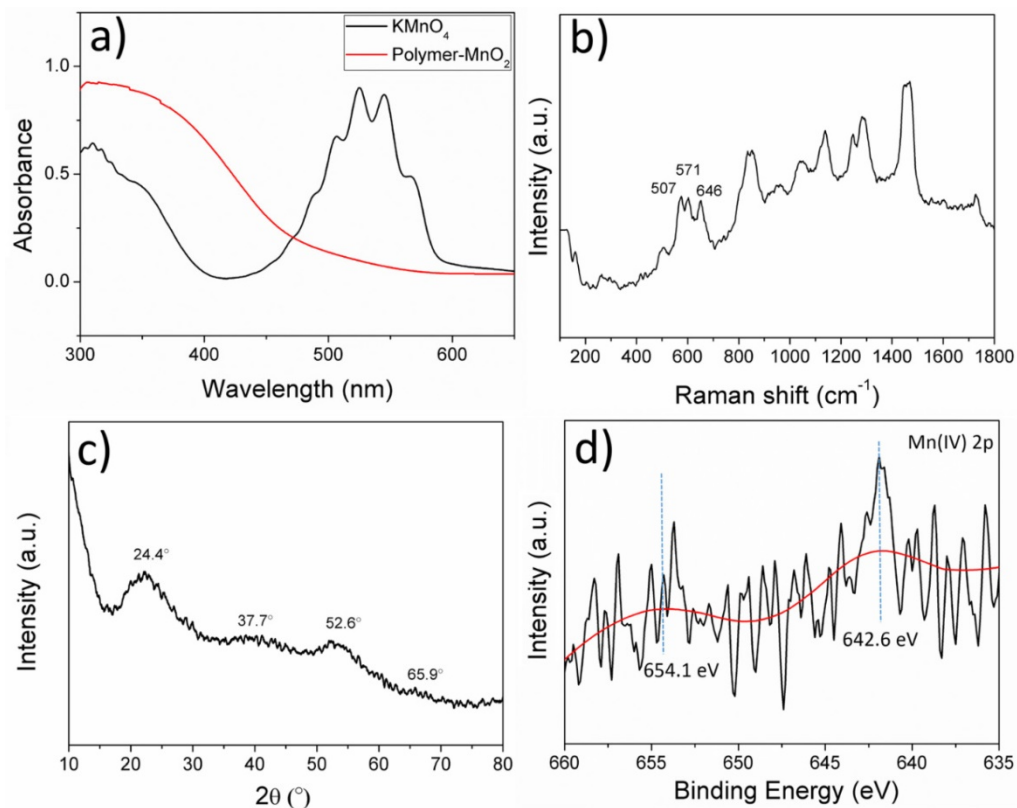 a)
KMnO₄
Polymer-MnO₂
1.0
0.5
0.0
Absorbance
300 400 500 600
Wavelength (nm)
b)
507 571 646
Intensity (a.u.)
200 400 600 800 1000 1200 1400 1600 1800
Raman shift (cm⁻¹)
c)
24.4°
37.7°
52.6°
65.9°
Intensity (a.u.)
10 20 30 40 50 60 70 80
2θ (°)
d)
Mn(IV) 2p
654.1 eV
642.6 eV
Intensity (a.u.)
660 655 650 645 640 635
Binding Energy (eV)